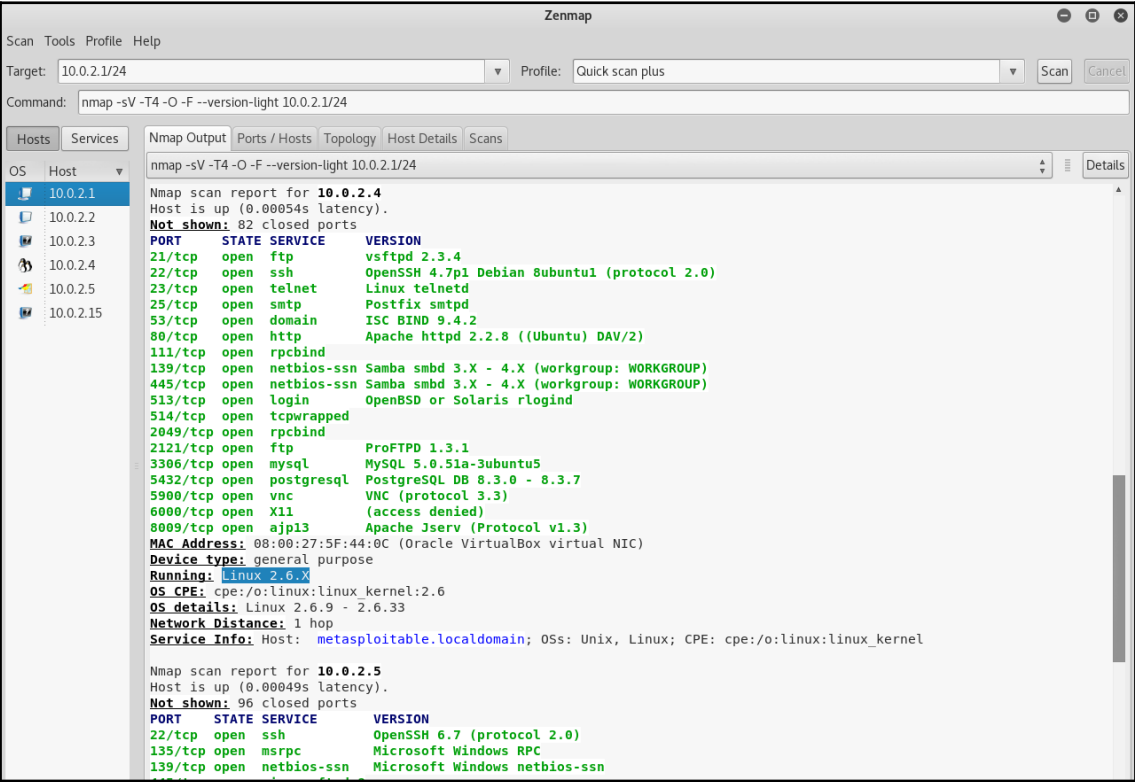 Zenmap
Scan Tools Profile Help
Target: 10.0.2.1/24 Profile: Quick scan plus Scan Cancel
Command: nmap -sV -T4 -O -F --version-light 10.0.2.1/24
Hosts Services Nmap Output Ports / Hosts Topology Host Details Scans
OS Host
nmap -sV -T4 -O -F --version-light 10.0.2.1/24 Details
10.0.2.1
10.0.2.2
10.0.2.3
10.0.2.4
10.0.2.5
10.0.2.15
Nmap scan report for 10.0.2.4
Host is up (0.00054s latency).
Not shown: 82 closed ports
PORT STATE SERVICE VERSION
21/tcp open ftp vsftpd 2.3.4
22/tcp open ssh OpenSSH 4.7p1 Debian 8ubuntu1 (protocol 2.0)
23/tcp open telnet Linux telnetd
25/tcp open smtp Postfix smtpd
53/tcp open domain ISC BIND 9.4.2
80/tcp open http Apache httpd 2.2.8 ((Ubuntu) DAV/2)
111/tcp open rpcbind
139/tcp open netbios-ssn Samba smbd 3.X - 4.X (workgroup: WORKGROUP)
445/tcp open netbios-ssn Samba smbd 3.X - 4.X (workgroup: WORKGROUP)
513/tcp open login OpenBSD or Solaris rlogind
514/tcp open tcpwrapped
2049/tcp open rpcbind
2121/tcp open ftp ProFTPD 1.3.1
3306/tcp open mysql MySQL 5.0.51a-3ubuntu5
5432/tcp open postgresql PostgreSQL DB 8.3.0 - 8.3.7
5900/tcp open vnc VNC (protocol 3.3)
6000/tcp open X11 (access denied)
8009/tcp open ajp13 Apache Jserv (Protocol v1.3)
MAC Address: 08:00:27:5F:44:0C (Oracle VirtualBox virtual NIC)
Device type: general purpose
Running: Linux 2.6.X
OS CPE: cpe:/o:linux:linux_kernel:2.6
OS details: Linux 2.6.9 - 2.6.33
Network Distance: 1 hop
Service Info: Host: metasploitable.localdomain; OSs: Unix, Linux; CPE: cpe:/o:linux:linux_kernel
Nmap scan report for 10.0.2.5
Host is up (0.00049s latency).
Not shown: 96 closed ports
PORT STATE SERVICE VERSION
22/tcp open ssh OpenSSH 6.7 (protocol 2.0)
135/tcp open msrpc Microsoft Windows RPC
139/tcp open netbios-ssn Microsoft Windows netbios-ssn